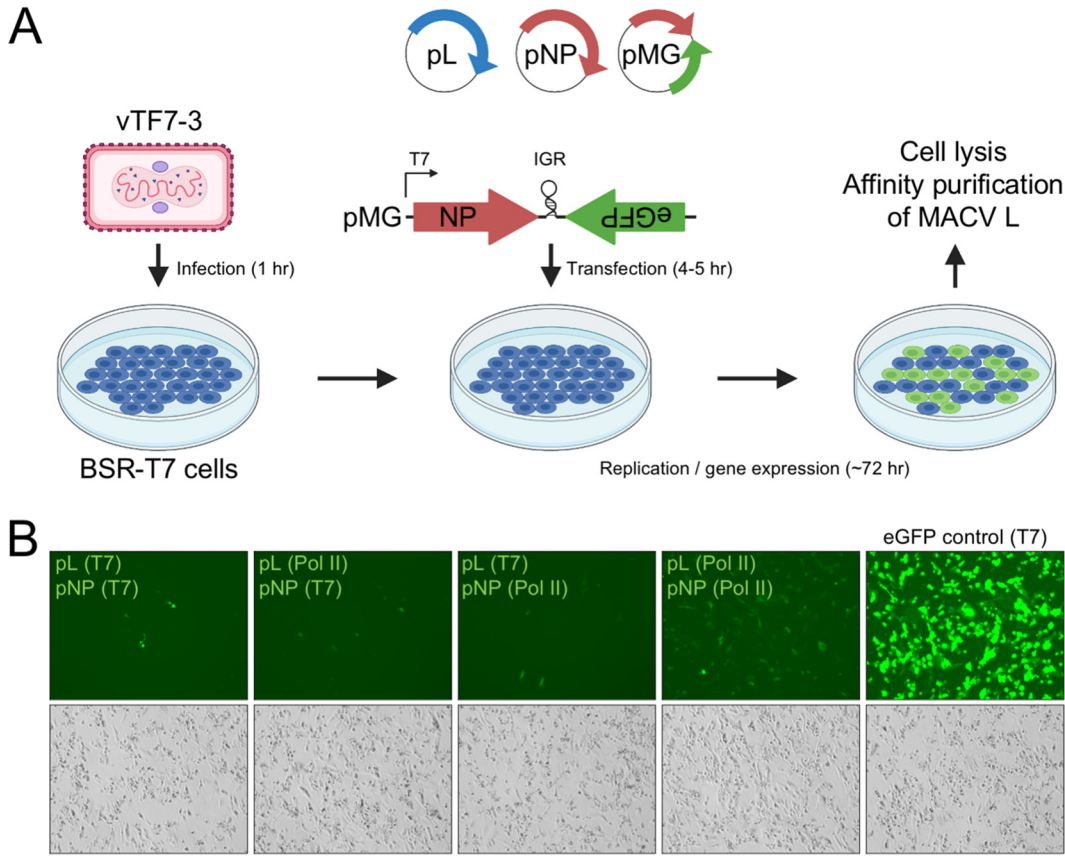 A
pL
pNP
pMG
vTF7-3
T7
IGR
pMG
NP
eGFP
Cell lysis
Affinity purification
of MACV L
Infection (1 hr)
Transfection (4-5 hr)
BSR-T7 cells
Replication / gene expression (~72 hr)
B
eGFP control (T7)
pL (T7)
pNP (T7)
pL (Pol II)
pNP (T7)
pL (T7)
pNP (Pol II)
pL (Pol II)
pNP (Pol II)